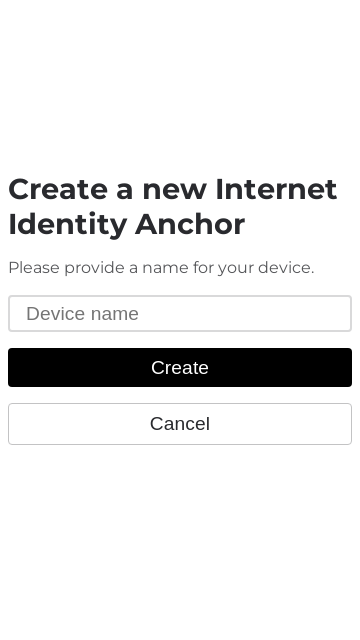 Create a new Internet
Identity Anchor
Please provide a name for your device.
Device name
Create
Cancel